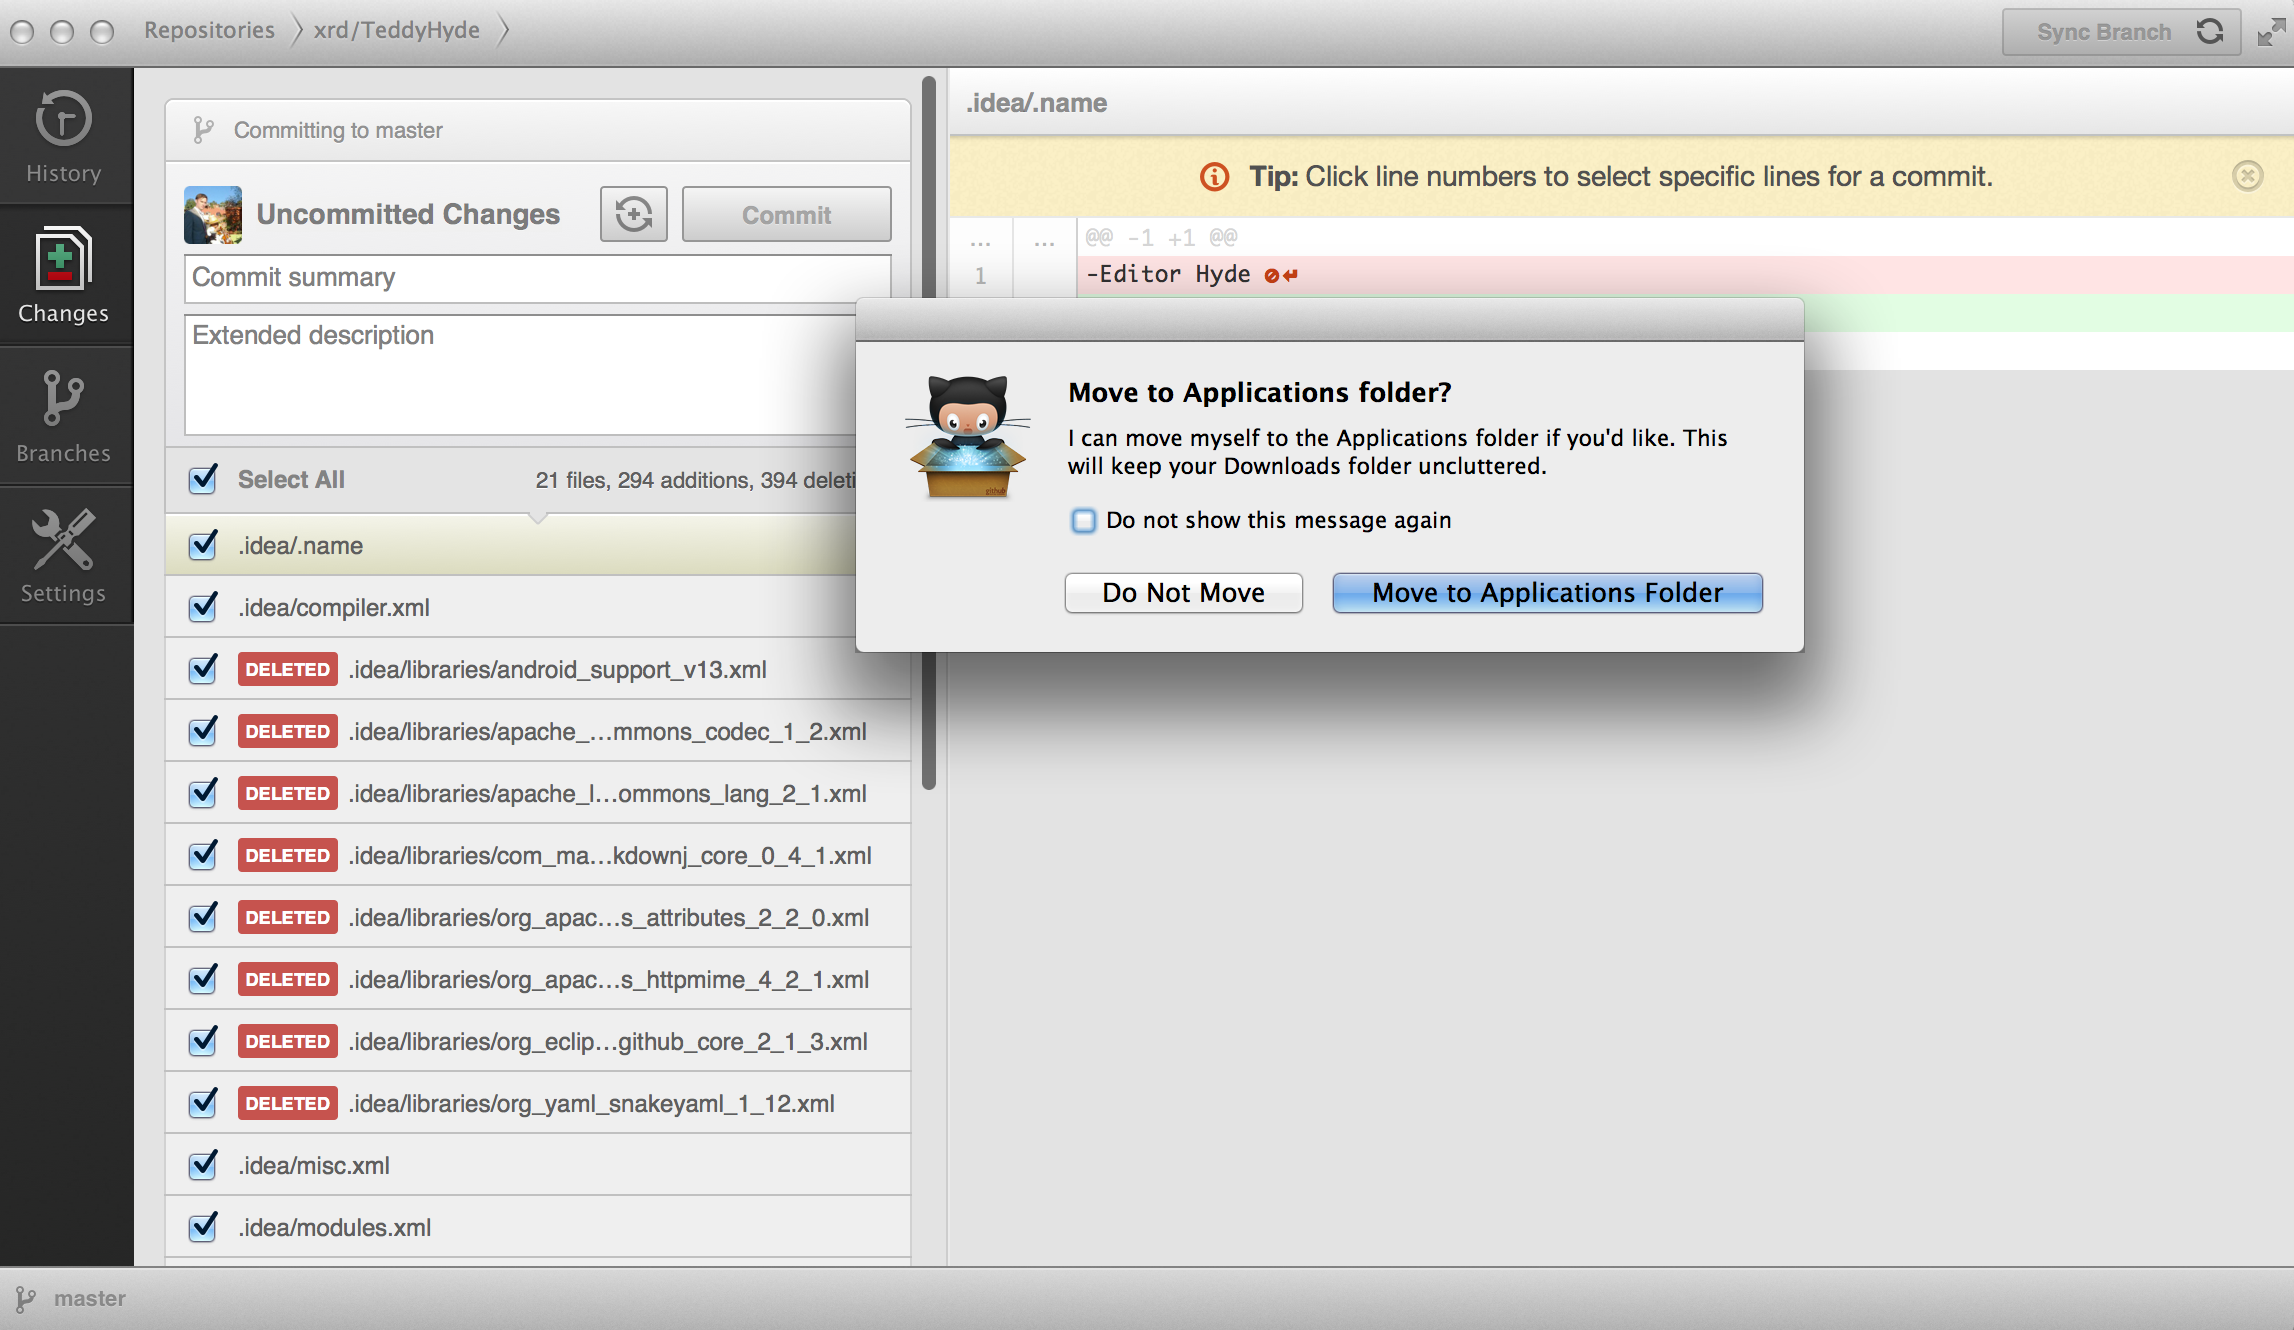 Repositories
xrd/TeddyHyde
Sync Branch
History
Changes
Branches
Settings
Committing to master
Uncommitted Changes
Commit
Commit summary
Extended description
Select All
21 files, 294 additions, 394 deleti
.idea/.name
.idea/compiler.xml
DELETED .idea/libraries/android_support_v13.xml
DELETED .idea/libraries/apache_...mmons_codec_1_2.xml
DELETED .idea/libraries/apache_l...ommons_lang_2_1.xml
DELETED .idea/libraries/com_ma...kdownj_core_0_4_1.xml
DELETED .idea/libraries/org_apac...s_attributes_2_2_0.xml
DELETED .idea/libraries/org_apac...s_httpmime_4_2_1.xml
DELETED .idea/libraries/org_eclip...github_core_2_1_3.xml
DELETED .idea/libraries/org_yaml_snakeyaml_1_12.xml
.idea/misc.xml
.idea/modules.xml
.idea/.name
Tip: Click line numbers to select specific lines for a commit.
... ... @@ -1 +1 @@
1 -Editor Hyde
Move to Applications folder?
I can move myself to the Applications folder if you'd like. This
will keep your Downloads folder uncluttered.
Do not show this message again
Do Not Move
Move to Applications Folder
github
master